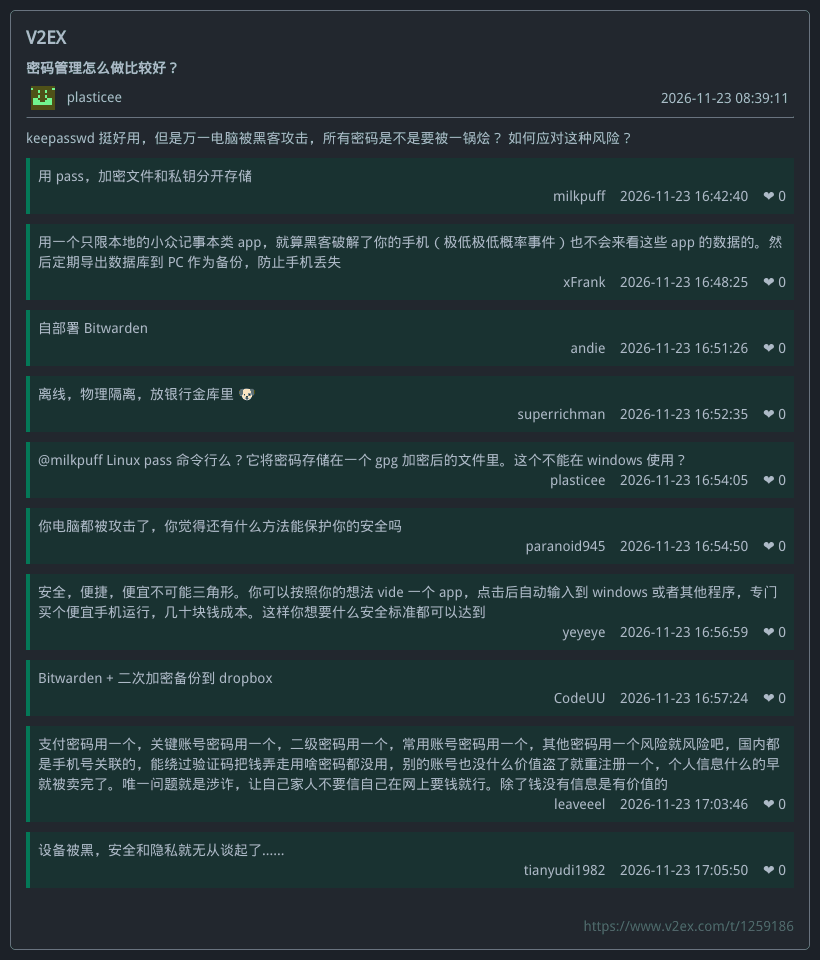 V2EX
密码管理怎么做比较好？
plasticee
2026-11-23 08:39:11
keepasswd 挺好用，但是万一电脑被黑客攻击，所有密码是不是要被一锅烩？ 如何应对这种风险？
用 pass，加密文件和私钥分开存储
milkpuff 2026-11-23 16:42:40 ❤ 0
用一个只限本地的小众记事本类 app，就算黑客破解了你的手机（极低极低概率事件）也不会来看这些 app 的数据的。然
后定期导出数据库到 PC 作为备份，防止手机丢失
xFrank 2026-11-23 16:48:25 ❤ 0
自部署 Bitwarden
andie 2026-11-23 16:51:26 ❤ 0
离线，物理隔离，放银行金库里 🐶
superrichman 2026-11-23 16:52:35 ❤ 0
@milkpuff Linux pass 命令行么？它将密码存储在一个 gpg 加密后的文件里。这个不能在 windows 使用？
plasticee 2026-11-23 16:54:05 ❤ 0
你电脑都被攻击了，你觉得还有什么方法能保护你的安全吗
paranoid945 2026-11-23 16:54:50 ❤ 0
安全，便捷，便宜不可能三角形。你可以按照你的想法 vide 一个 app，点击后自动输入到 windows 或者其他程序，专门
买个便宜手机运行，几十块钱成本。这样你想要什么安全标准都可以达到
yeyeye 2026-11-23 16:56:59 ❤ 0
Bitwarden + 二次加密备份到 dropbox
CodeUU 2026-11-23 16:57:24 ❤ 0
支付密码用一个，关键账号密码用一个，二级密码用一个，常用账号密码用一个，其他密码用一个风险就风险吧，国内都
是手机号关联的，能绕过验证码把钱弄走用啥密码都没用，别的账号也没什么价值盗了就重注册一个，个人信息什么的早
就被卖完了。唯一问题就是涉诈，让自己家人不要信自己在网上要钱就行。除了钱没有信息是有价值的
leaveeel 2026-11-23 17:03:46 ❤ 0
设备被黑，安全和隐私就无从谈起了......
tianyudi1982 2026-11-23 17:05:50 ❤ 0
https://www.v2ex.com/t/1259186